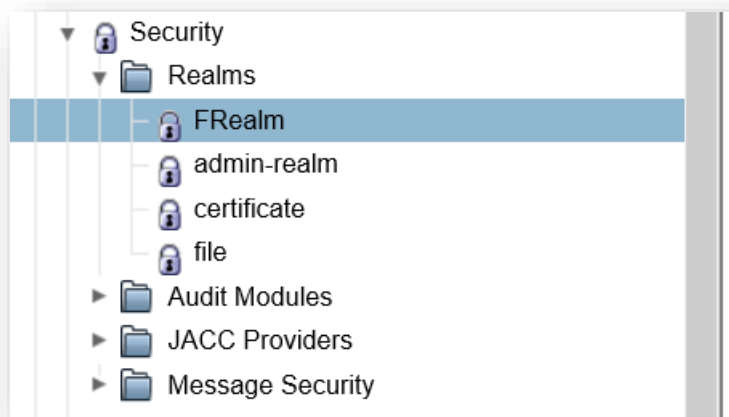 Security
Realms
FRealm
admin-realm
certificate
file
Audit Modules
JACC Providers
Message Security